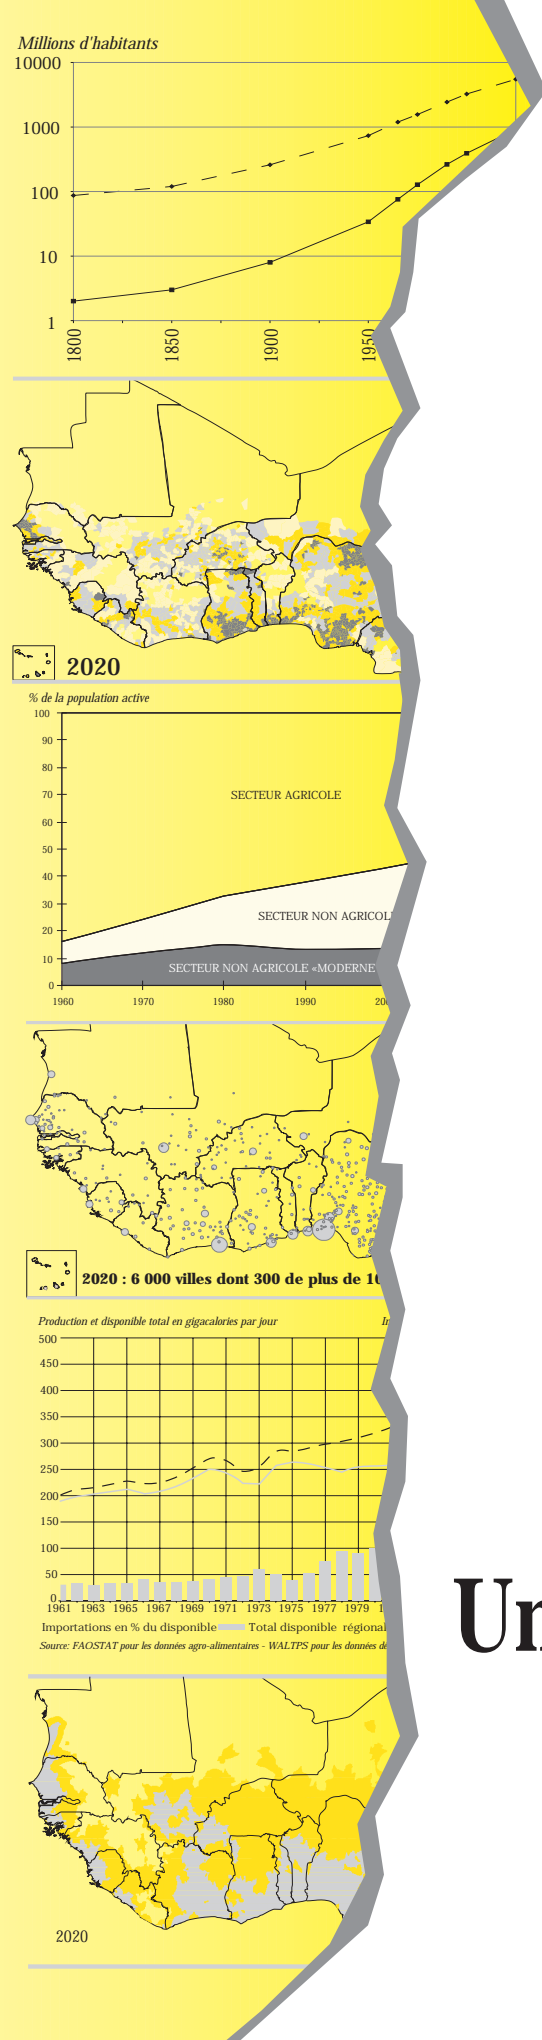 Millions d'habitants
10000
1000
100
10
1
1800
1850
1900
1950
2020
% de la population active
100
90
80
70
60
50
40
30
20
10
0
SECTEUR AGRICOLE
SECTEUR NON AGRICOL
SECTEUR NON AGRICOLE «MODERNE
1960 1970 1980 1990 200
2020 : 6 000 villes dont 300 de plus de 10
Production et disponible total en gigacalories par jour
500
450
400
350
300
250
200
150
100
50
0
1961 1963 1965 1967 1969 1971 1973 1975 1977 1979
Importations en % du disponible Total disponible régional
Source: FAOSTAT pour les données agro-alimentaires - WALTPS pour les données de
Un
2020